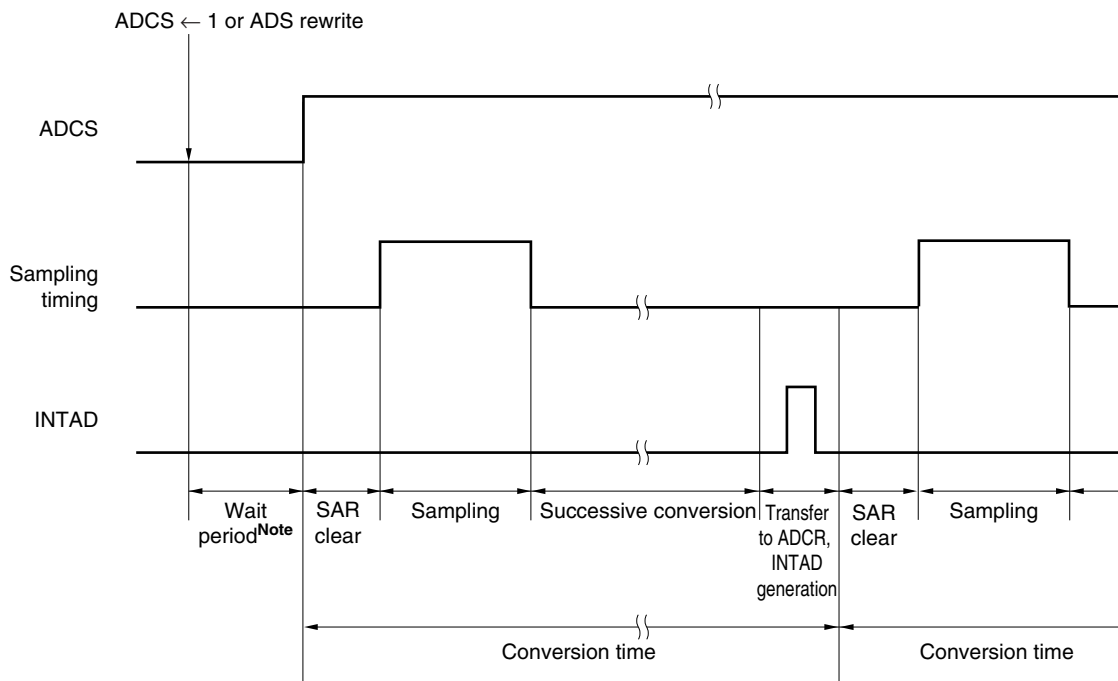 ADCS ← 1 or ADS rewrite
ADCS
Sampling
timing
INTAD
Wait
period Note
SAR
clear
Sampling
Successive conversion
Transfer
to ADCR,
INTAD
generation
SAR
clear
Sampling
Conversion time
Conversion time